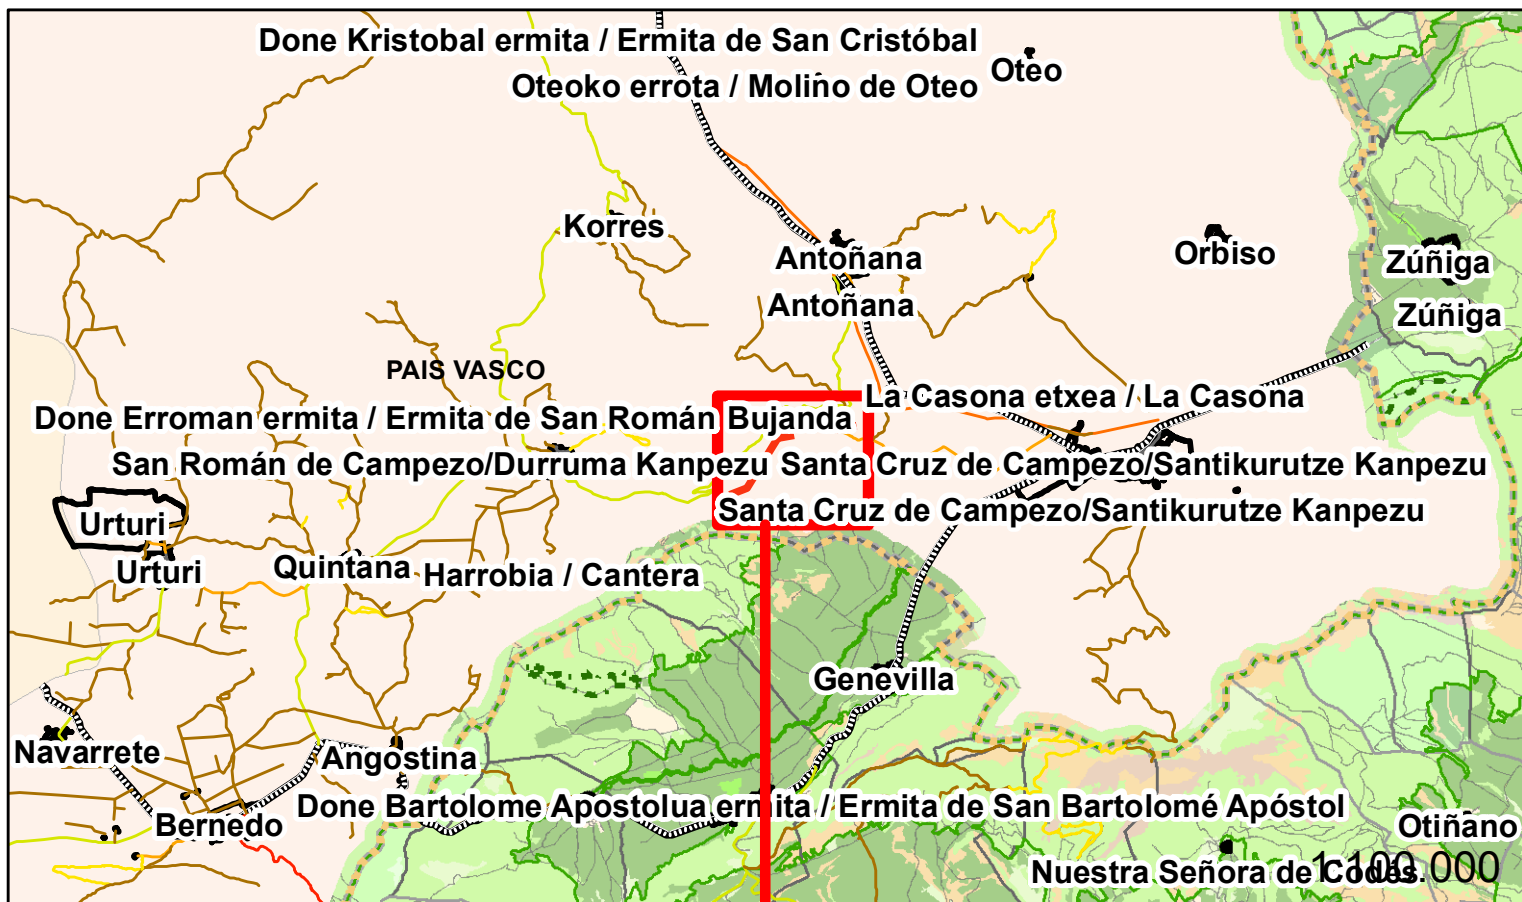 Done Kristobal ermita / Ermita de San Cristóbal
Oteoko errota / Molino de Oteo
Oteo
Korres
Antoñana
Antoñana
Orbiso
Zúñiga
Zúñiga
PAIS VASCO
La Casona etxea / La Casona
Done Erroman ermita / Ermita de San Román
Bujanda
San Román de Campezo/Durruma Kanpezu
Santa Cruz de Campezo/Santikurutze Kanpezu
Santa Cruz de Campezo/Santikurutze Kanpezu
Urturi
Urturi
Quintana
Harrobia / Cantera
Genevilla
Navarrete
Angostina
Done Bartolome Apostolua ermita / Ermita de San Bartolomé Apóstol
Bernedo
Otiñano
Nuestra Señora de Codés
1:100.000